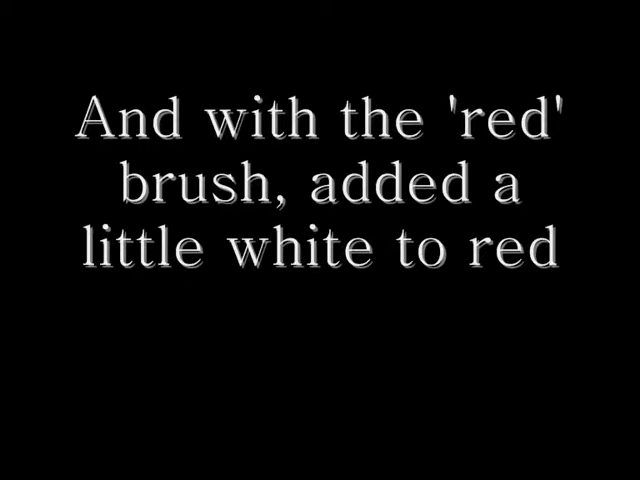 And with the 'red'
brush, added a
little white to red